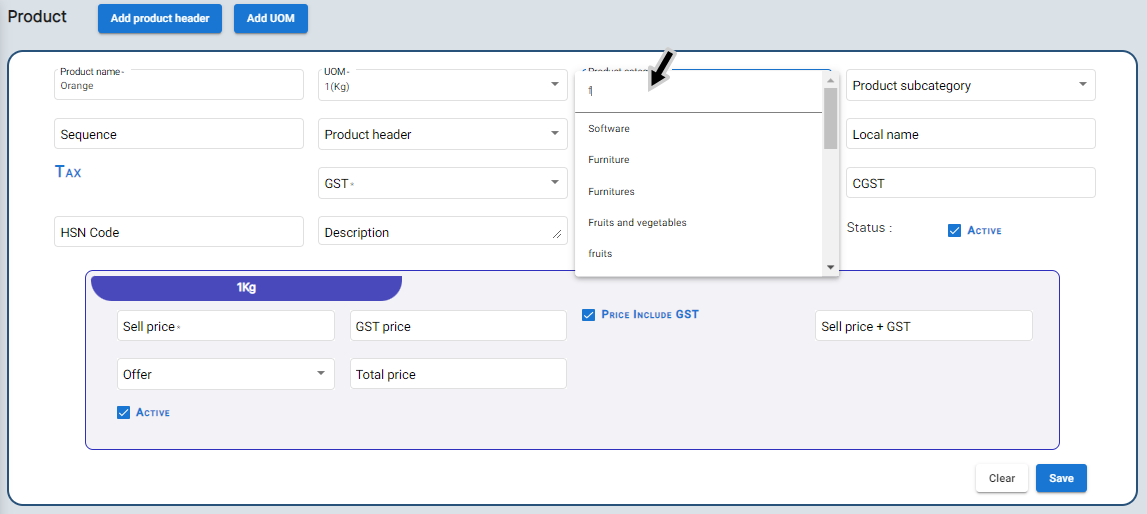 Product
Add product header
Add UOM
Product name*
Orange
UOM*
1(Kg)
Product
f
Product subcategory
Software
Furniture
Furnitures
Fruits and vegetables
fruits
Sequence
Product header
Local name
Tax
GST*
CGST
HSN Code
Description
Status :
Active
1Kg
Sell price*
GST price
Price Include GST
Sell price + GST
Offer
Total price
Active
Clear
Save